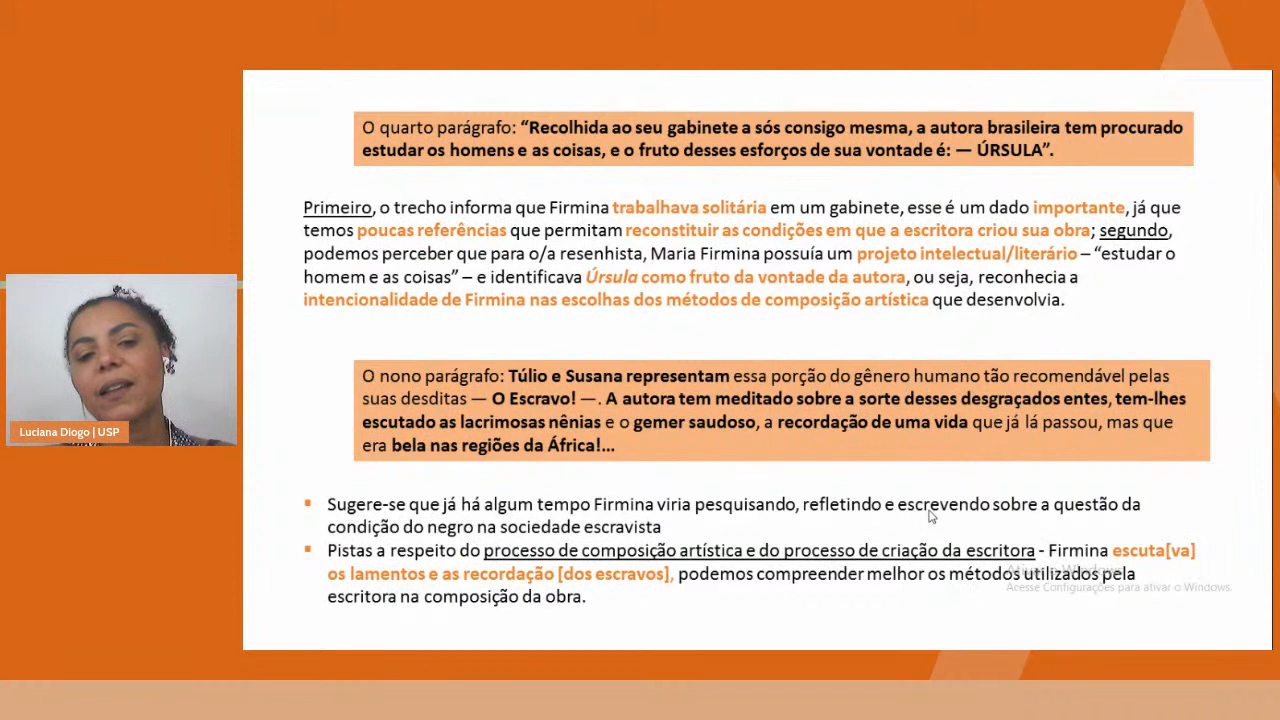 O quarto parágrafo: “Recolhida ao seu gabinete a sós consigo mesma, a autora brasileira tem procurado
estudar os homens e as coisas, e o fruto desses esforços de sua vontade é: — ÚRSULA”.
Primeiro, o trecho informa que Firmina trabalhava solitária em um gabinete, esse é um dado importante, já que
temos poucas referências que permitam reconstituir as condições em que a escritora criou sua obra; segundo,
podemos perceber que para o/a resenhista, Maria Firmina possuía um projeto intelectual/literário – “estudar o
homem e as coisas” – e identificava Úrsula como fruto da vontade da autora, ou seja, reconhecia a
intencionalidade de Firmina nas escolhas dos métodos de composição artística que desenvolvia.
O nono parágrafo: Túlio e Susana representam essa porção do gênero humano tão recomendável pelas
suas desditas — O Escravo! —. A autora tem meditado sobre a sorte desses desgraçados entes, tem-lhes
escutado as lacrimosas nênias e o gemer saudoso, a recordação de uma vida que já lá passou, mas que
era bela nas regiões da África!...
Luciana Diogo | USP
▪ Sugere-se que já há algum tempo Firmina viria pesquisando, refletindo e escrevendo sobre a questão da
condição do negro na sociedade escravista
▪ Pistas a respeito do processo de composição artística e do processo de criação da escritora - Firmina escuta[va]
os lamentos e as recordação [dos escravos], podemos compreender melhor os métodos utilizados pela
escritora na composição da obra.
Ativar o Windows
Acesse Configurações para ativar o Windows.